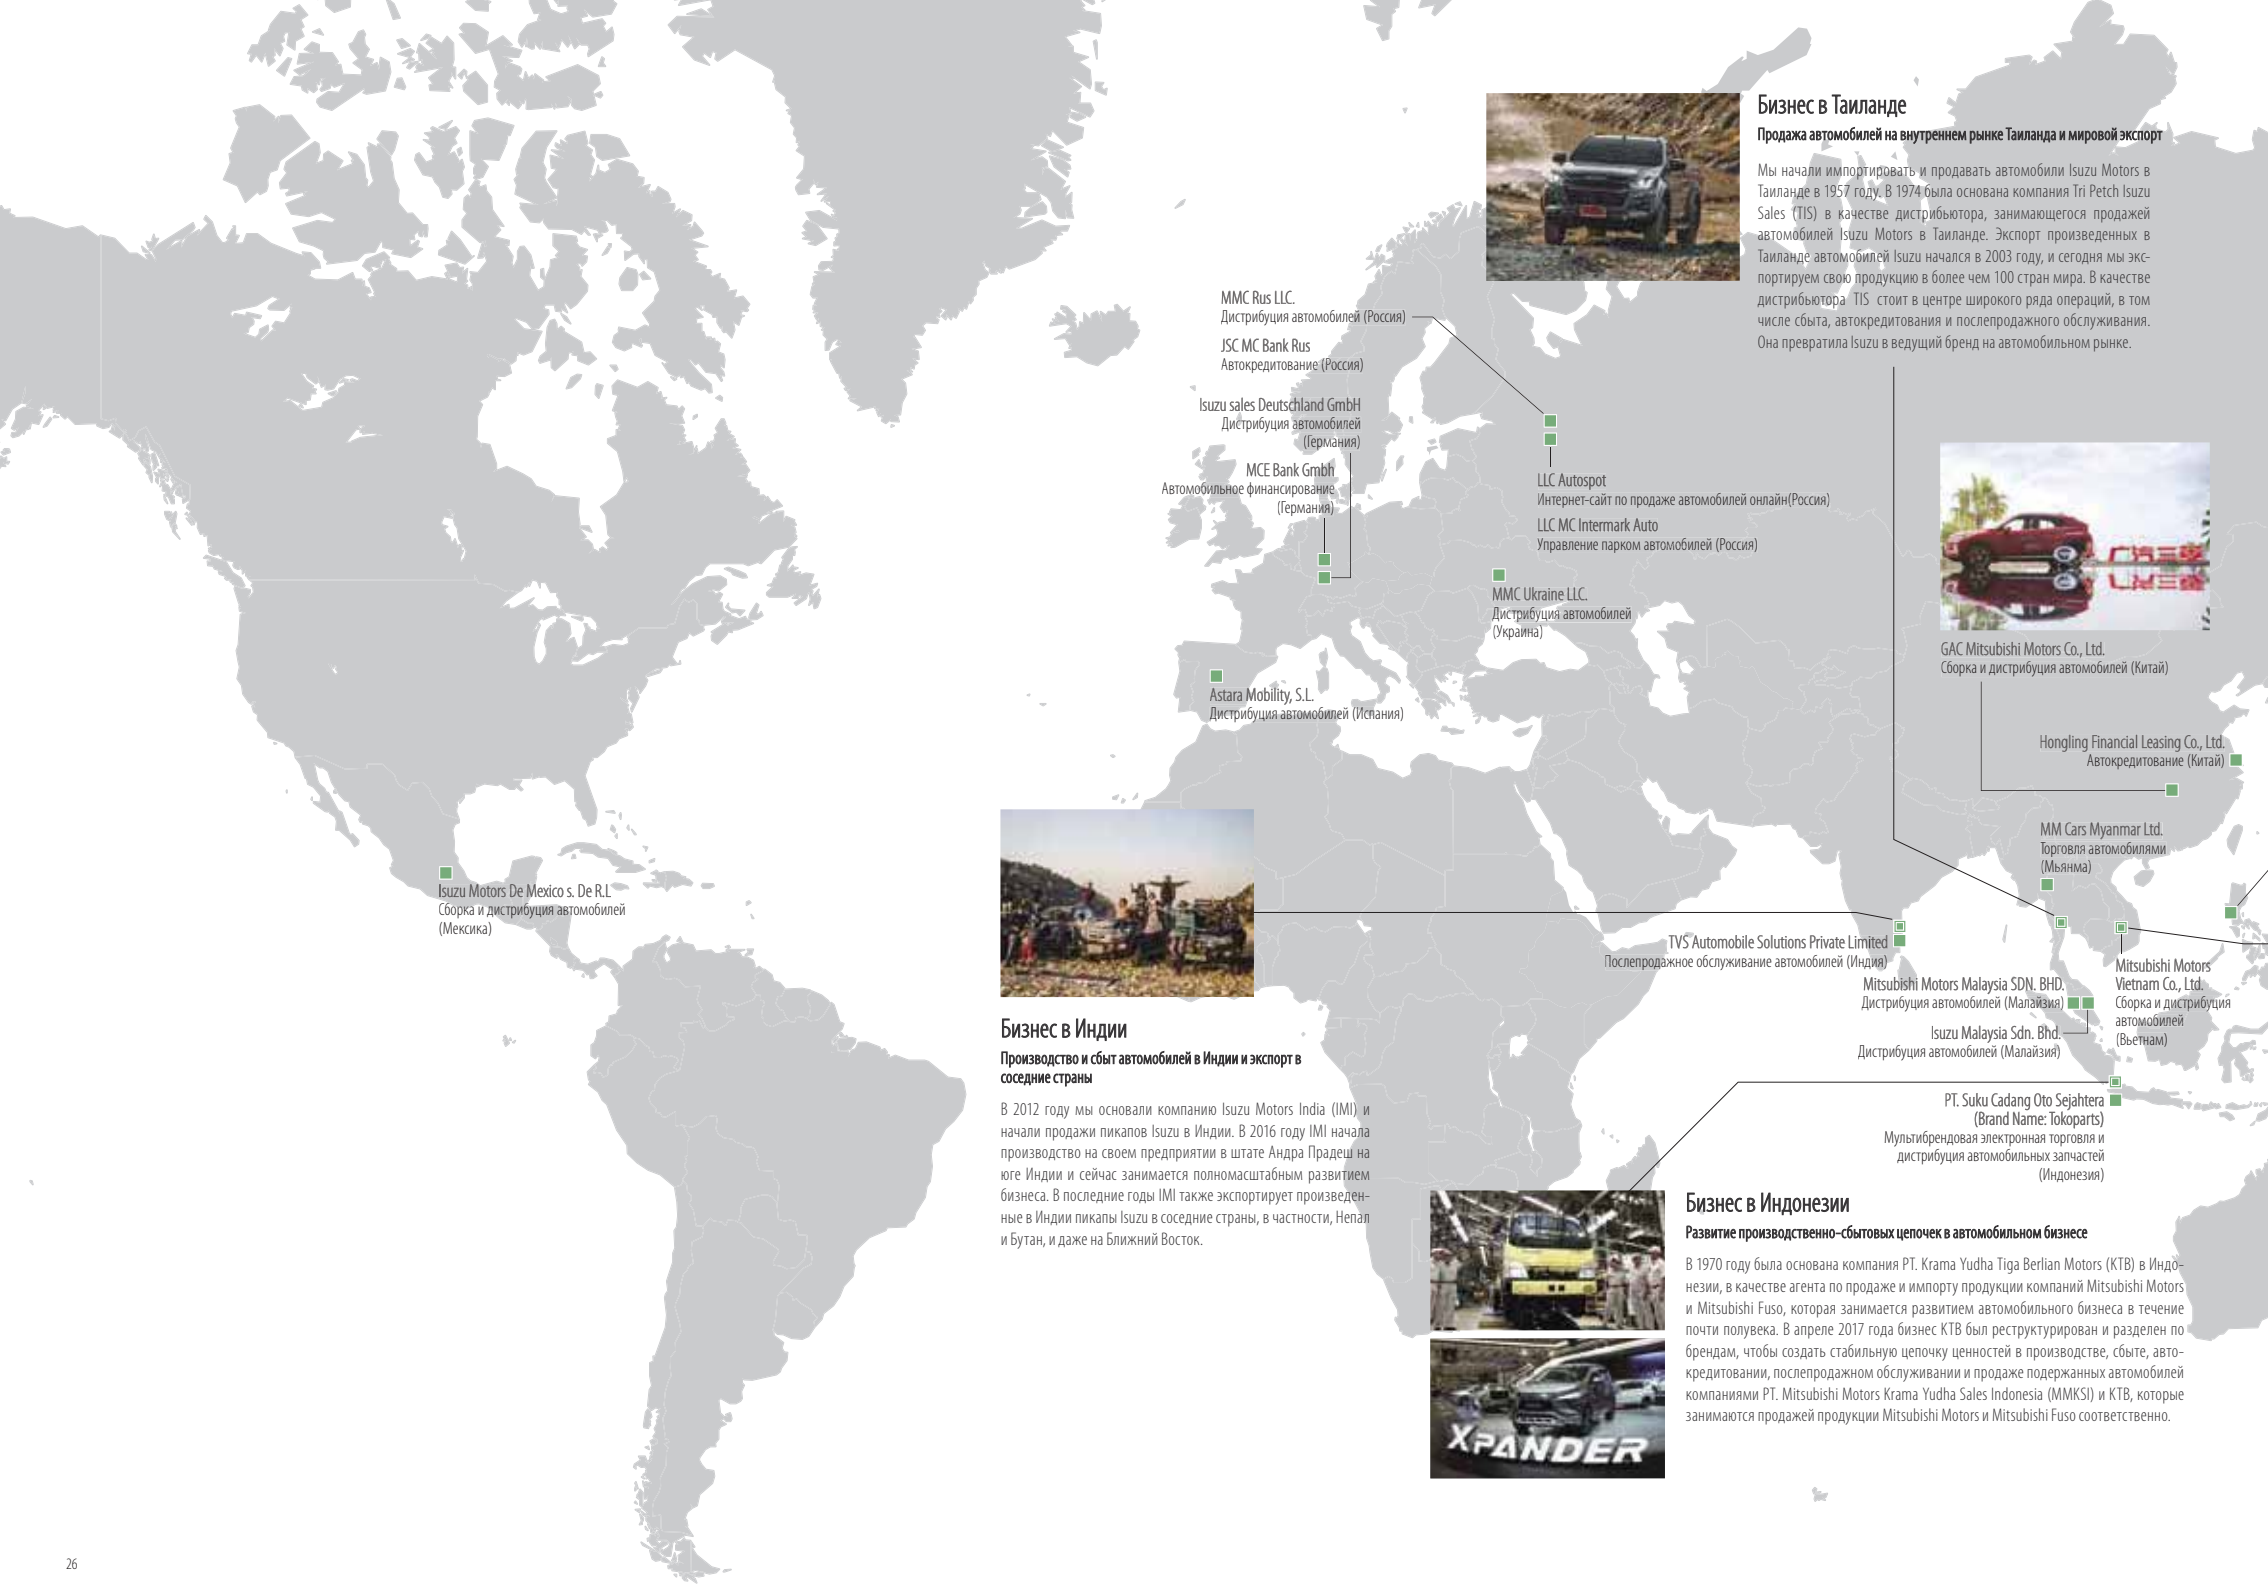 Бизнес в Таиланде
Продажа автомобилей на внутреннем рынке Таиланда и мировой экспорт
Мы начали импортировать и продавать автомобили Isuzu Motors в
Таиланде в 1957 году. В 1974 была основана компания Tri Petch Isuzu
Sales (TIS) в качестве дистрибьютора, занимающегося продажей
автомобилей Isuzu Motors в Таиланде. Экспорт произведенных в
Таиланде автомобилей Isuzu начался в 2003 году, и сегодня мы экс-
портируем свою продукцию в более чем 100 стран мира. В качестве
дистрибьютора TIS стоит в центре широкого ряда операций, в том
числе сбыта, автокредитования и послепродажного обслуживания.
Она превратила Isuzu в ведущий бренд на автомобильном рынке.
MMC Rus LLC.
Дистрибуция автомобилей (Россия)
JSC MC Bank Rus
Автокредитование (Россия)
Isuzu sales Deutschland GmbH
Дистрибуция автомобилей
(Германия)
MCE Bank Gmbh
Автомобильное финансирование
(Германия)
LLC Autospot
Интернет-сайт по продаже автомобилей онлайн(Россия)
LLC MC Intermark Auto
Управление парком автомобилей (Россия)
MMC Ukraine LLC.
Дистрибуция автомобилей
(Украина)
Astara Mobility, S.L.
Дистрибуция автомобилей (Испания)
广汽三菱
GAC Mitsubishi Motors Co., Ltd.
Сборка и дистрибуция автомобилей (Китай)
Hongling Financial Leasing Co., Ltd.
Автокредитование (Китай)
MM Cars Myanmar Ltd.
Торговля автомобилями
(Мьянма)
Isuzu Motors De Mexico s. De R.L
Сборка и дистрибуция автомобилей
(Мексика)
TVS Automobile Solutions Private Limited
Послепродажное обслуживание автомобилей (Индия)
Mitsubishi Motors Malaysia SDN. BHD.
Дистрибуция автомобилей (Малайзия)
Isuzu Malaysia Sdn. Bhd.
Дистрибуция автомобилей (Малайзия)
Mitsubishi Motors
Vietnam Co., Ltd.
Сборка и дистрибуция
автомобилей
(Вьетнам)
PT. Suku Cadang Oto Sejahtera
(Brand Name: Tokoparts)
Мультибрендовая электронная торговля и
дистрибуция автомобильных запчастей
(Индонезия)
Бизнес в Индии
Производство и сбыт автомобилей в Индии и экспорт в
соседние страны
В 2012 году мы основали компанию Isuzu Motors India (IMI) и
начали продажи пикапов Isuzu в Индии. В 2016 году IMI начала
производство на своем предприятии в штате Андра Прадеш на
юге Индии и сейчас занимается полномасштабным развитием
бизнеса. В последние годы IMI также экспортирует произведен-
ные в Индии пикапы Isuzu в соседние страны, в частности, Непал
и Бутан, и даже на Ближний Восток.
Бизнес в Индонезии
Развитие производственно-сбытовых цепочек в автомобильном бизнесе
В 1970 году была основана компания PT. Krama Yudha Tiga Berlian Motors (KTB) в Индо-
незии, в качестве агента по продаже и импорту продукции компаний Mitsubishi Motors
и Mitsubishi Fuso, которая занимается развитием автомобильного бизнеса в течение
почти полувека. В апреле 2017 года бизнес KTB был реструктурирован и разделен по
брендам, чтобы создать стабильную цепочку ценностей в производстве, сбыте, авто-
кредитовании, послепродажном обслуживании и продаже подержанных автомобилей
компаниями PT. Mitsubishi Motors Krama Yudha Sales Indonesia (MMKSI) и KTB, которые
занимаются продажей продукции Mitsubishi Motors и Mitsubishi Fuso соответственно.
XPANDER
26